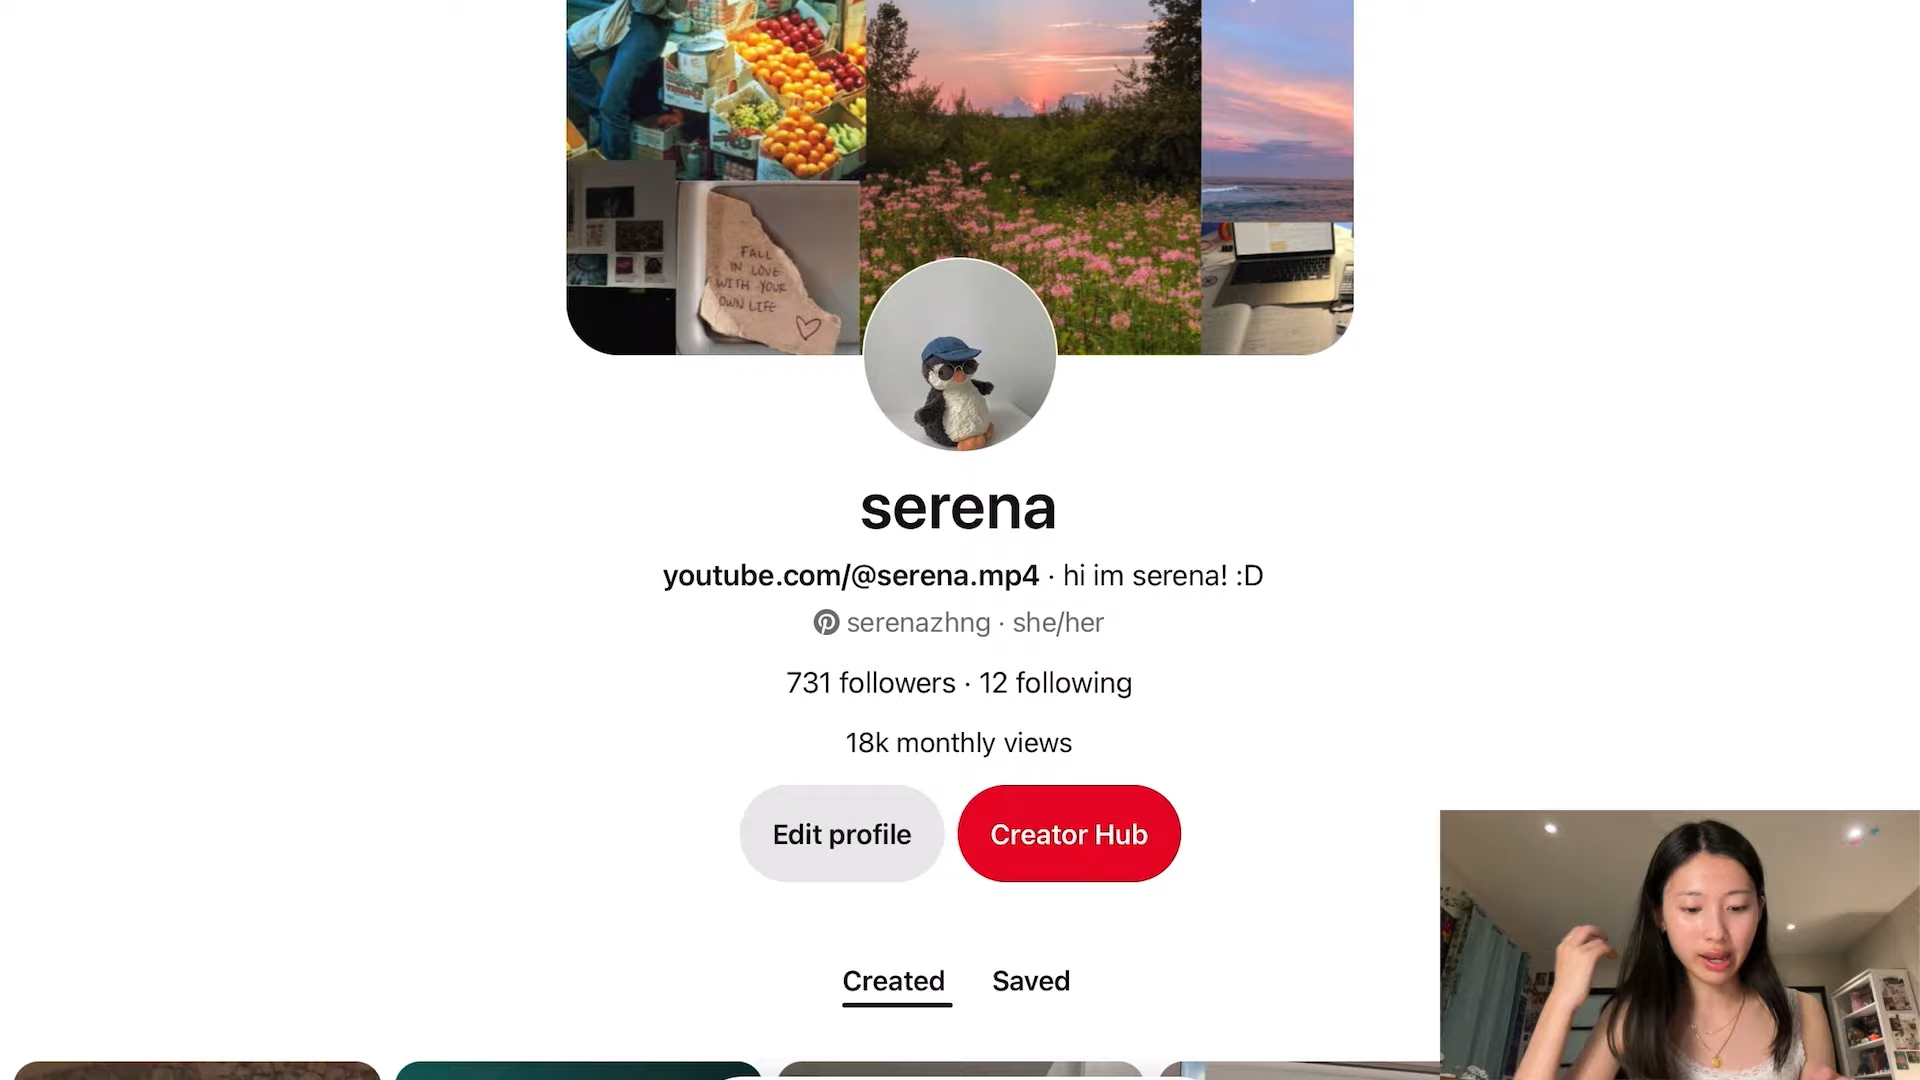 FALL
IN LOVE
WITH YOUR
OWN LIFE
serena
youtube.com/@serena.mp4 · hi im serena! :D
serenazhng · she/her
731 followers · 12 following
18k monthly views
Edit profile
Creator Hub
Created
Saved